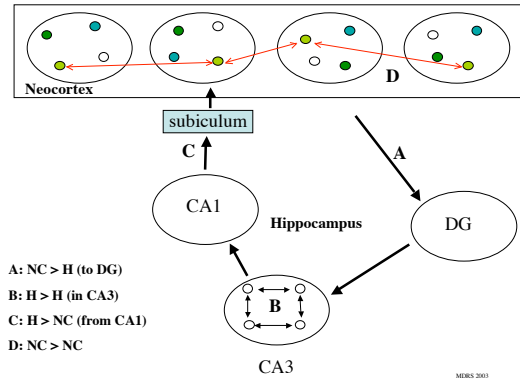 D
Neocortex
subiculum
C
A
CA1
Hippocampus
DG
A: NC > H (to DG)
B: H > H (in CA3)
B
C: H > NC (from CA1)
D: NC > NC
CA3
MDRS 2003